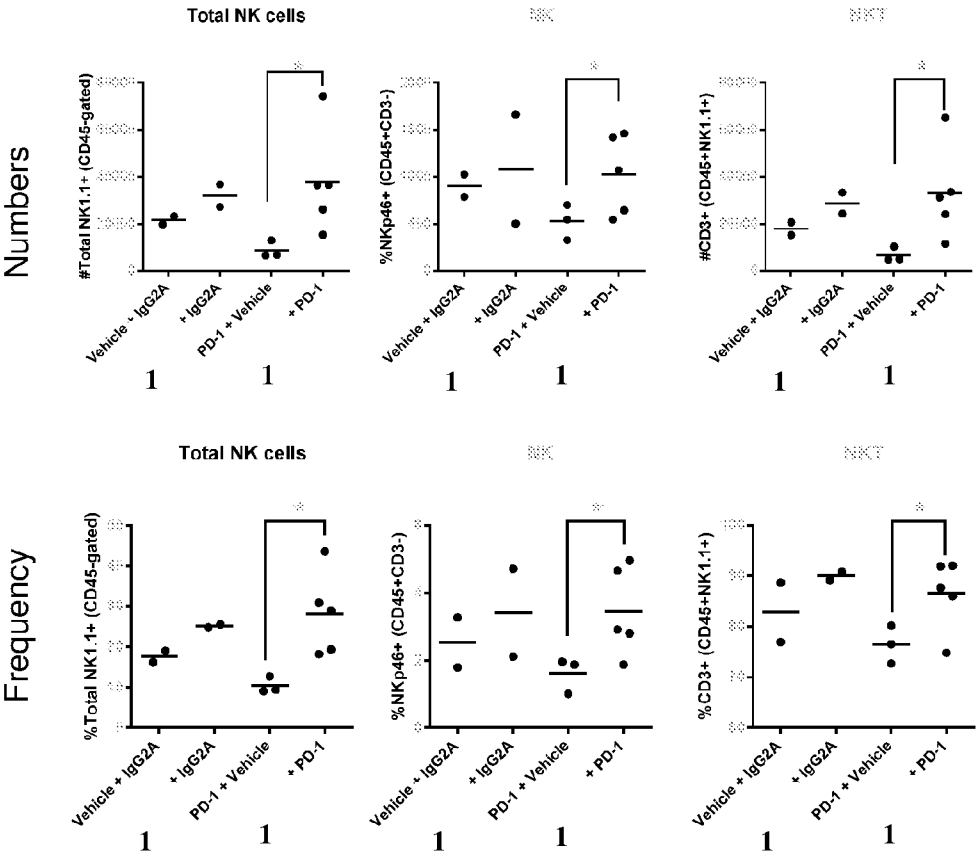 Total NK cells
NK
NKT
Numbers
#Total NK1.1+ (CD45-gated)
*
Vehicle + IgG2A
+ IgG2A
PD-1 + Vehicle
+ PD-1
1
1
%NKp46+ (CD45+CD3-)
*
Vehicle + IgG2A
+ IgG2A
PD-1 + Vehicle
+ PD-1
1
1
#CD3+ (CD45+NK1.1+)
*
Vehicle + IgG2A
+ IgG2A
PD-1 + Vehicle
+ PD-1
1
1
Total NK cells
NK
NKT
Frequency
%Total NK1.1+ (CD45-gated)
*
Vehicle + IgG2A
+ IgG2A
PD-1 + Vehicle
+ PD-1
1
1
%NKp46+ (CD45+CD3-)
*
Vehicle + IgG2A
+ IgG2A
PD-1 + Vehicle
+ PD-1
1
1
%CD3+ (CD45+NK1.1+)
*
Vehicle + IgG2A
+ IgG2A
PD-1 + Vehicle
+ PD-1
1
1